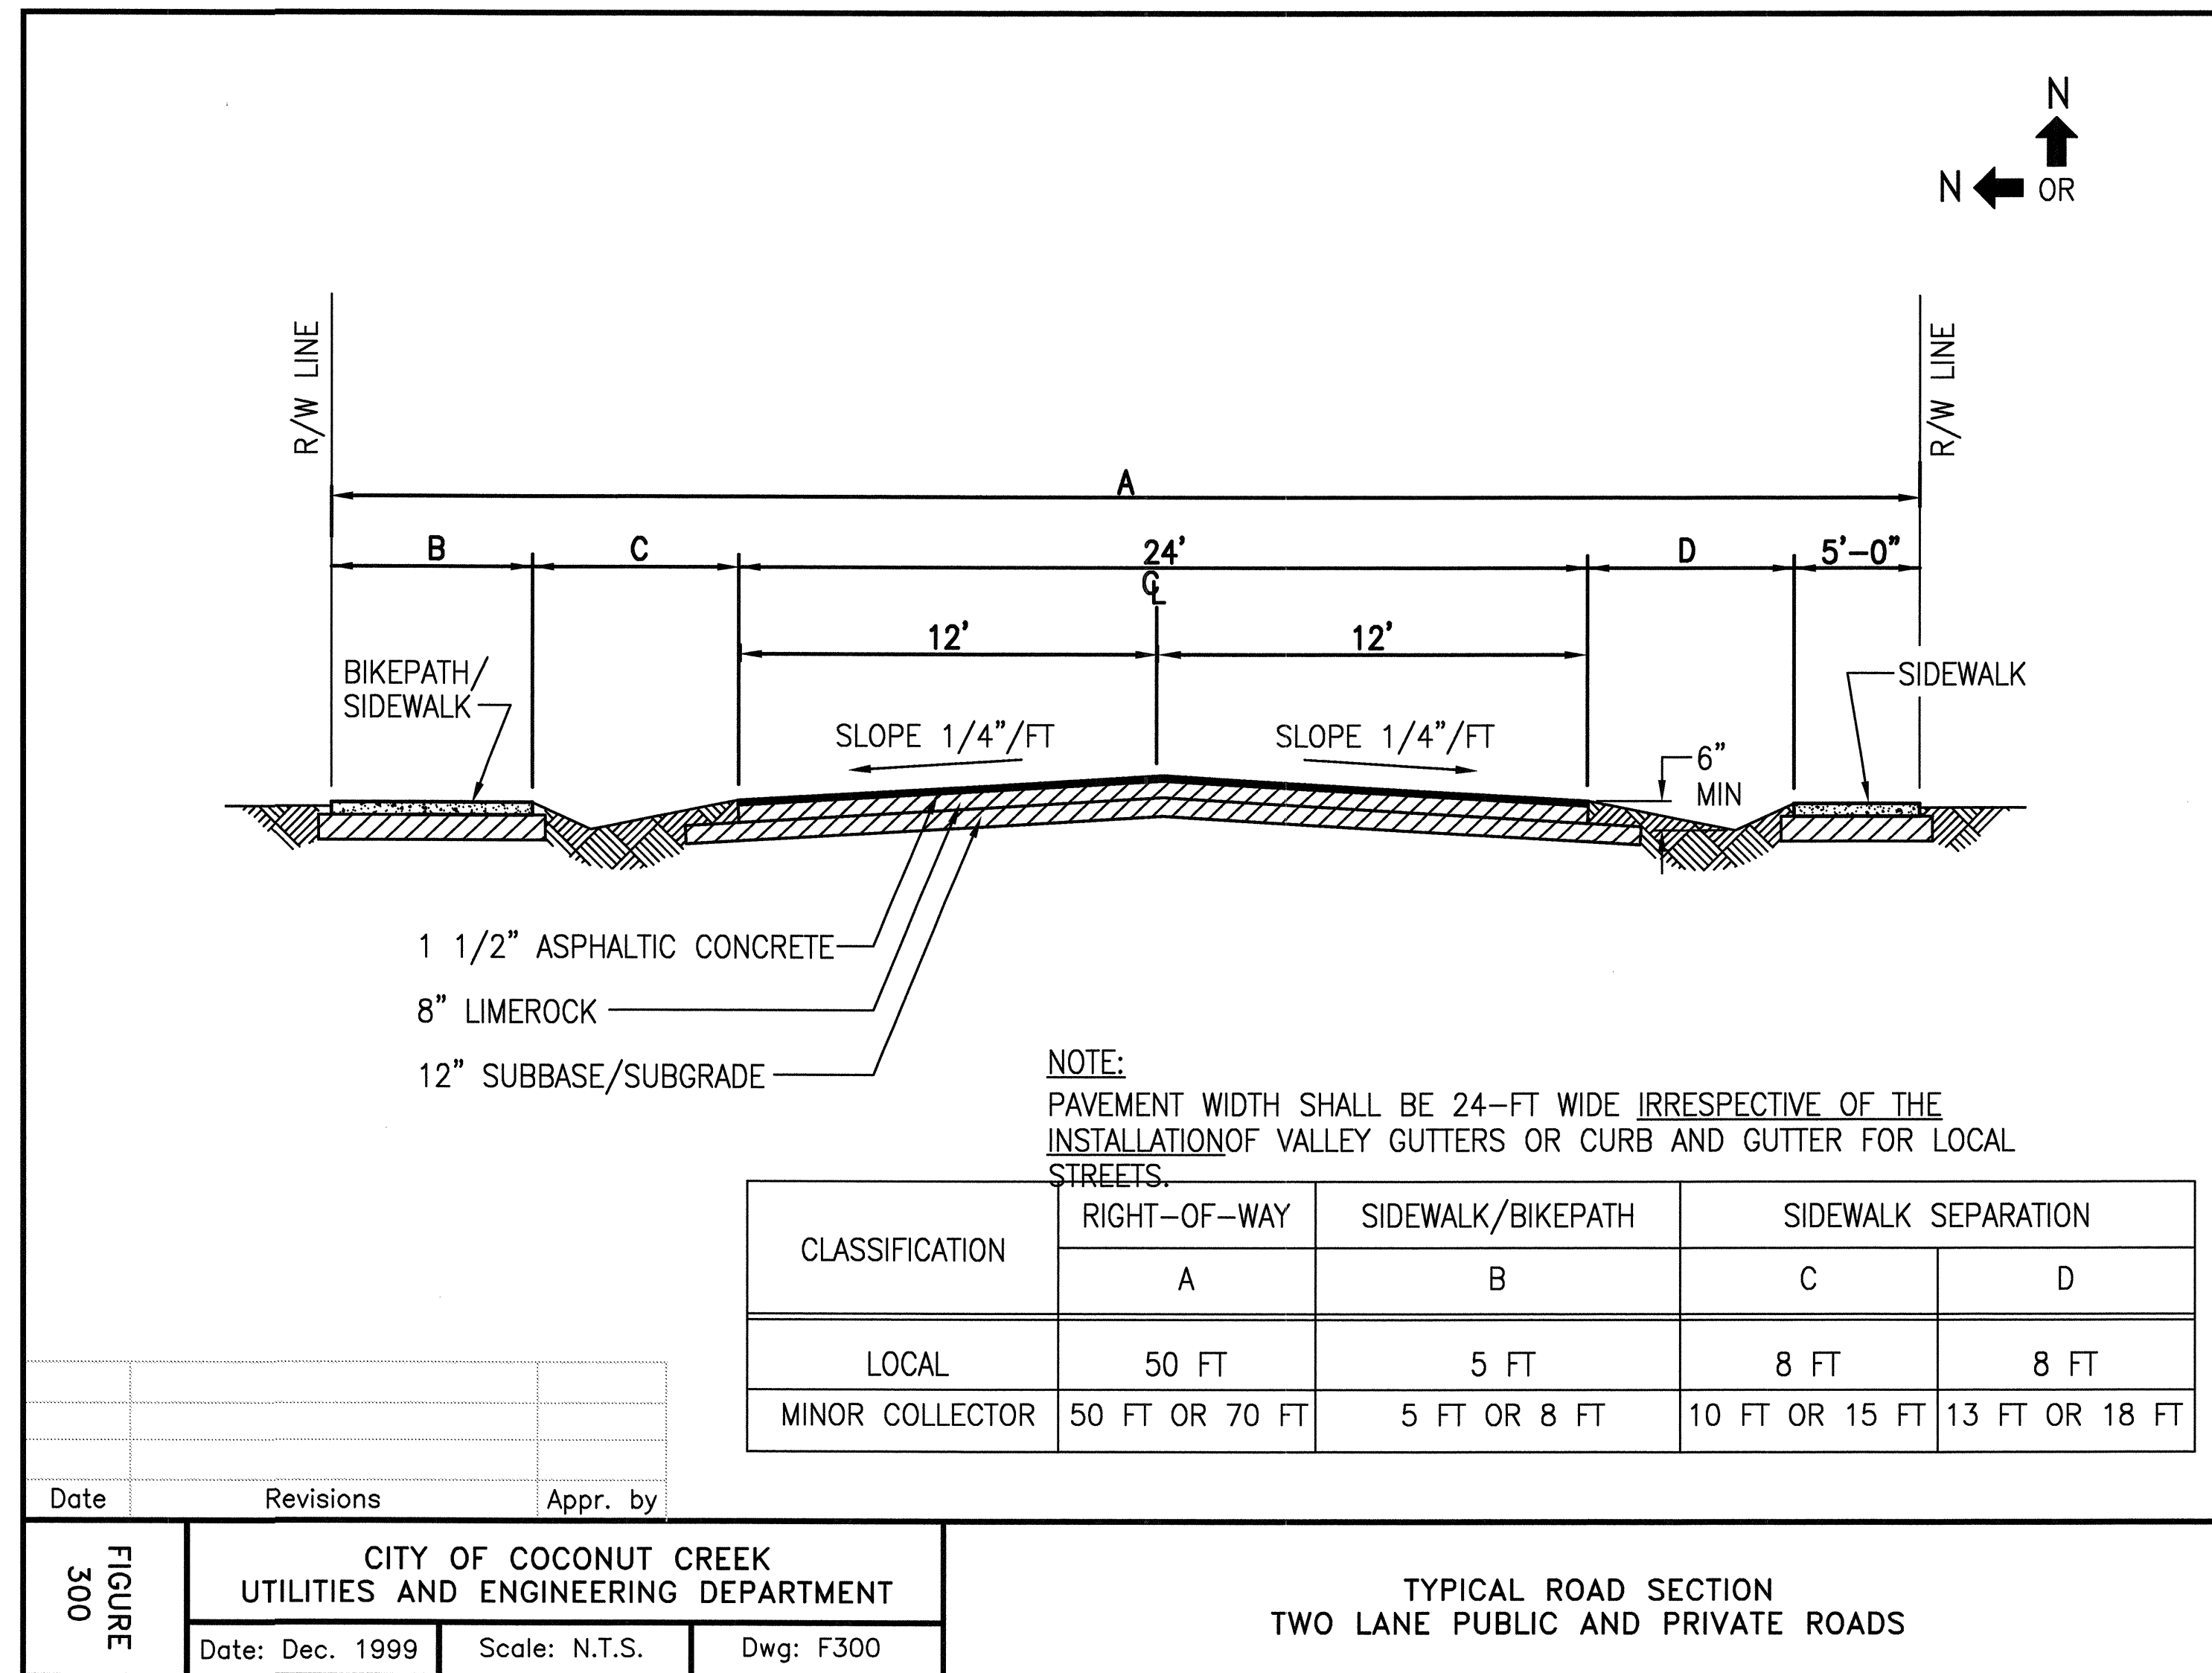 N
N OR
R/W LINE
R/W LINE
A
B
C
24'
D
5'-0"
CL
12'
12'
BIKEPATH/
SIDEWALK
SIDEWALK
SLOPE 1/4"/FT
SLOPE 1/4"/FT
6"
MIN
1 1/2" ASPHALTIC CONCRETE
8" LIMEROCK
12" SUBBASE/SUBGRADE
NOTE:
PAVEMENT WIDTH SHALL BE 24-FT WIDE IRRESPECTIVE OF THE
INSTALLATIONOF VALLEY GUTTERS OR CURB AND GUTTER FOR LOCAL
STREETS.
CLASSIFICATION
RIGHT-OF-WAY
SIDEWALK/BIKEPATH
SIDEWALK SEPARATION
A
B
C
D
LOCAL
50 FT
5 FT
8 FT
8 FT
MINOR COLLECTOR
50 FT OR 70 FT
5 FT OR 8 FT
10 FT OR 15 FT
13 FT OR 18 FT
Date
Revisions
Appr. by
FIGURE
300
CITY OF COCONUT CREEK
UTILITIES AND ENGINEERING DEPARTMENT
Date: Dec. 1999
Scale: N.T.S.
Dwg: F300
TYPICAL ROAD SECTION
TWO LANE PUBLIC AND PRIVATE ROADS